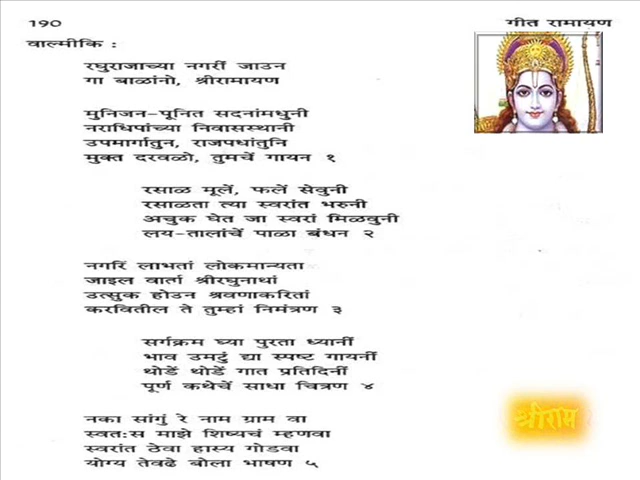 190
गीत रामायण
वाल्मीकि :
रघुराजाच्या नगरीं जाउन
गा बाळांनो, श्रीरामायण
मुनिजन-पूनित सदनांमधुनी
नराधिपांच्या निवासस्थानी
उपमार्गातुन, राजपथांतुनि
मुक्त दरवळो, तुमचें गायन १
रसाळ मूलें, फलें सेवुनी
रसाळता त्या स्वरांत भरुनी
अचुक घेत जा स्वरां मिळवुनी
लय-तालांचें पाळा बंधन २
नगरिं लाभतां लोकमान्यता
जाइल वार्ता श्रीरघुनाथां
उत्सुक होउन श्रवणाकरितां
करवितील ते तुम्हां निमंत्रण ३
सर्गक्रम घ्या पुरता ध्यानीं
भाव उमटुं द्या स्पष्ट गायनीं
थोडें थोडें गात प्रतिदिनीं
पूर्ण कथेचें साधा चित्रण ४
नका सांगुं रे नाम ग्राम वा
स्वतःस माझे शिष्यचं म्हणवा
स्वरांत ठेवा हास्य गोडवा
योग्य तेवढे बोला भाषण ५
श्रीराम